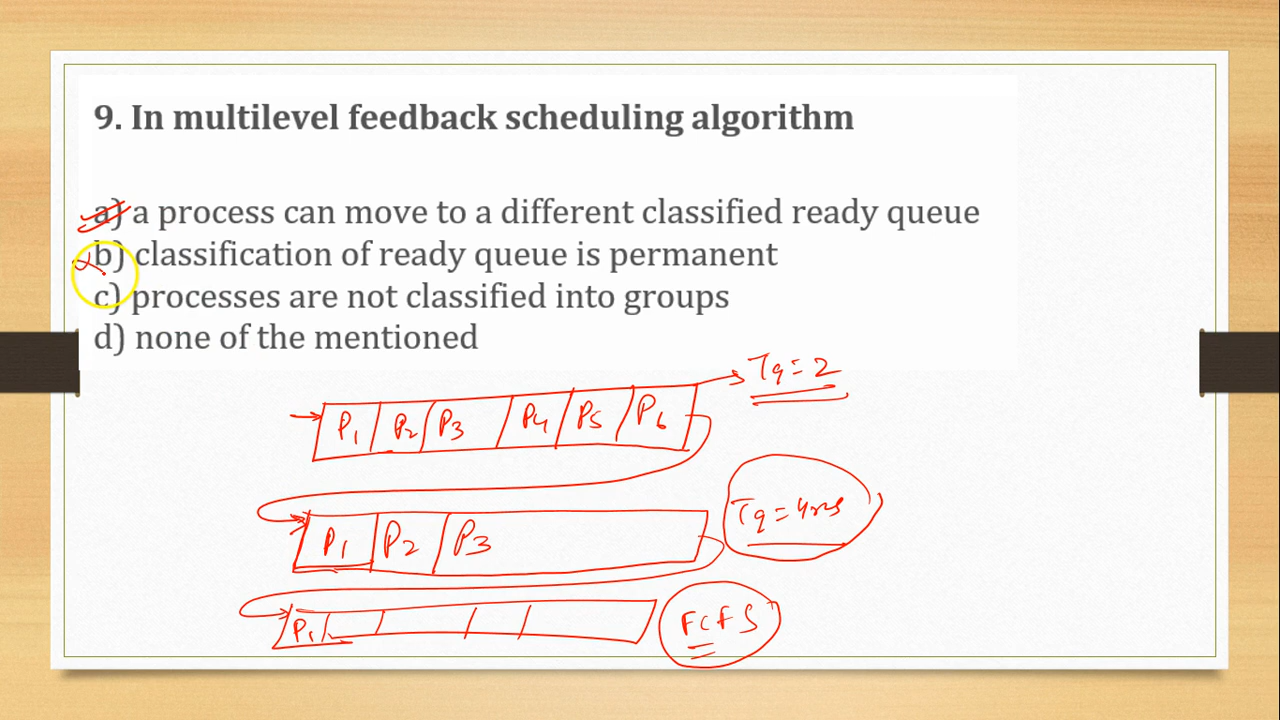 9. In multilevel feedback scheduling algorithm
a) a process can move to a different classified ready queue
b) classification of ready queue is permanent
c) processes are not classified into groups
d) none of the mentioned
Tq = 2
P1 P2 P3 P4 P5 P6
Tq = 4ns
P1 P2 P3
P1 FCFS